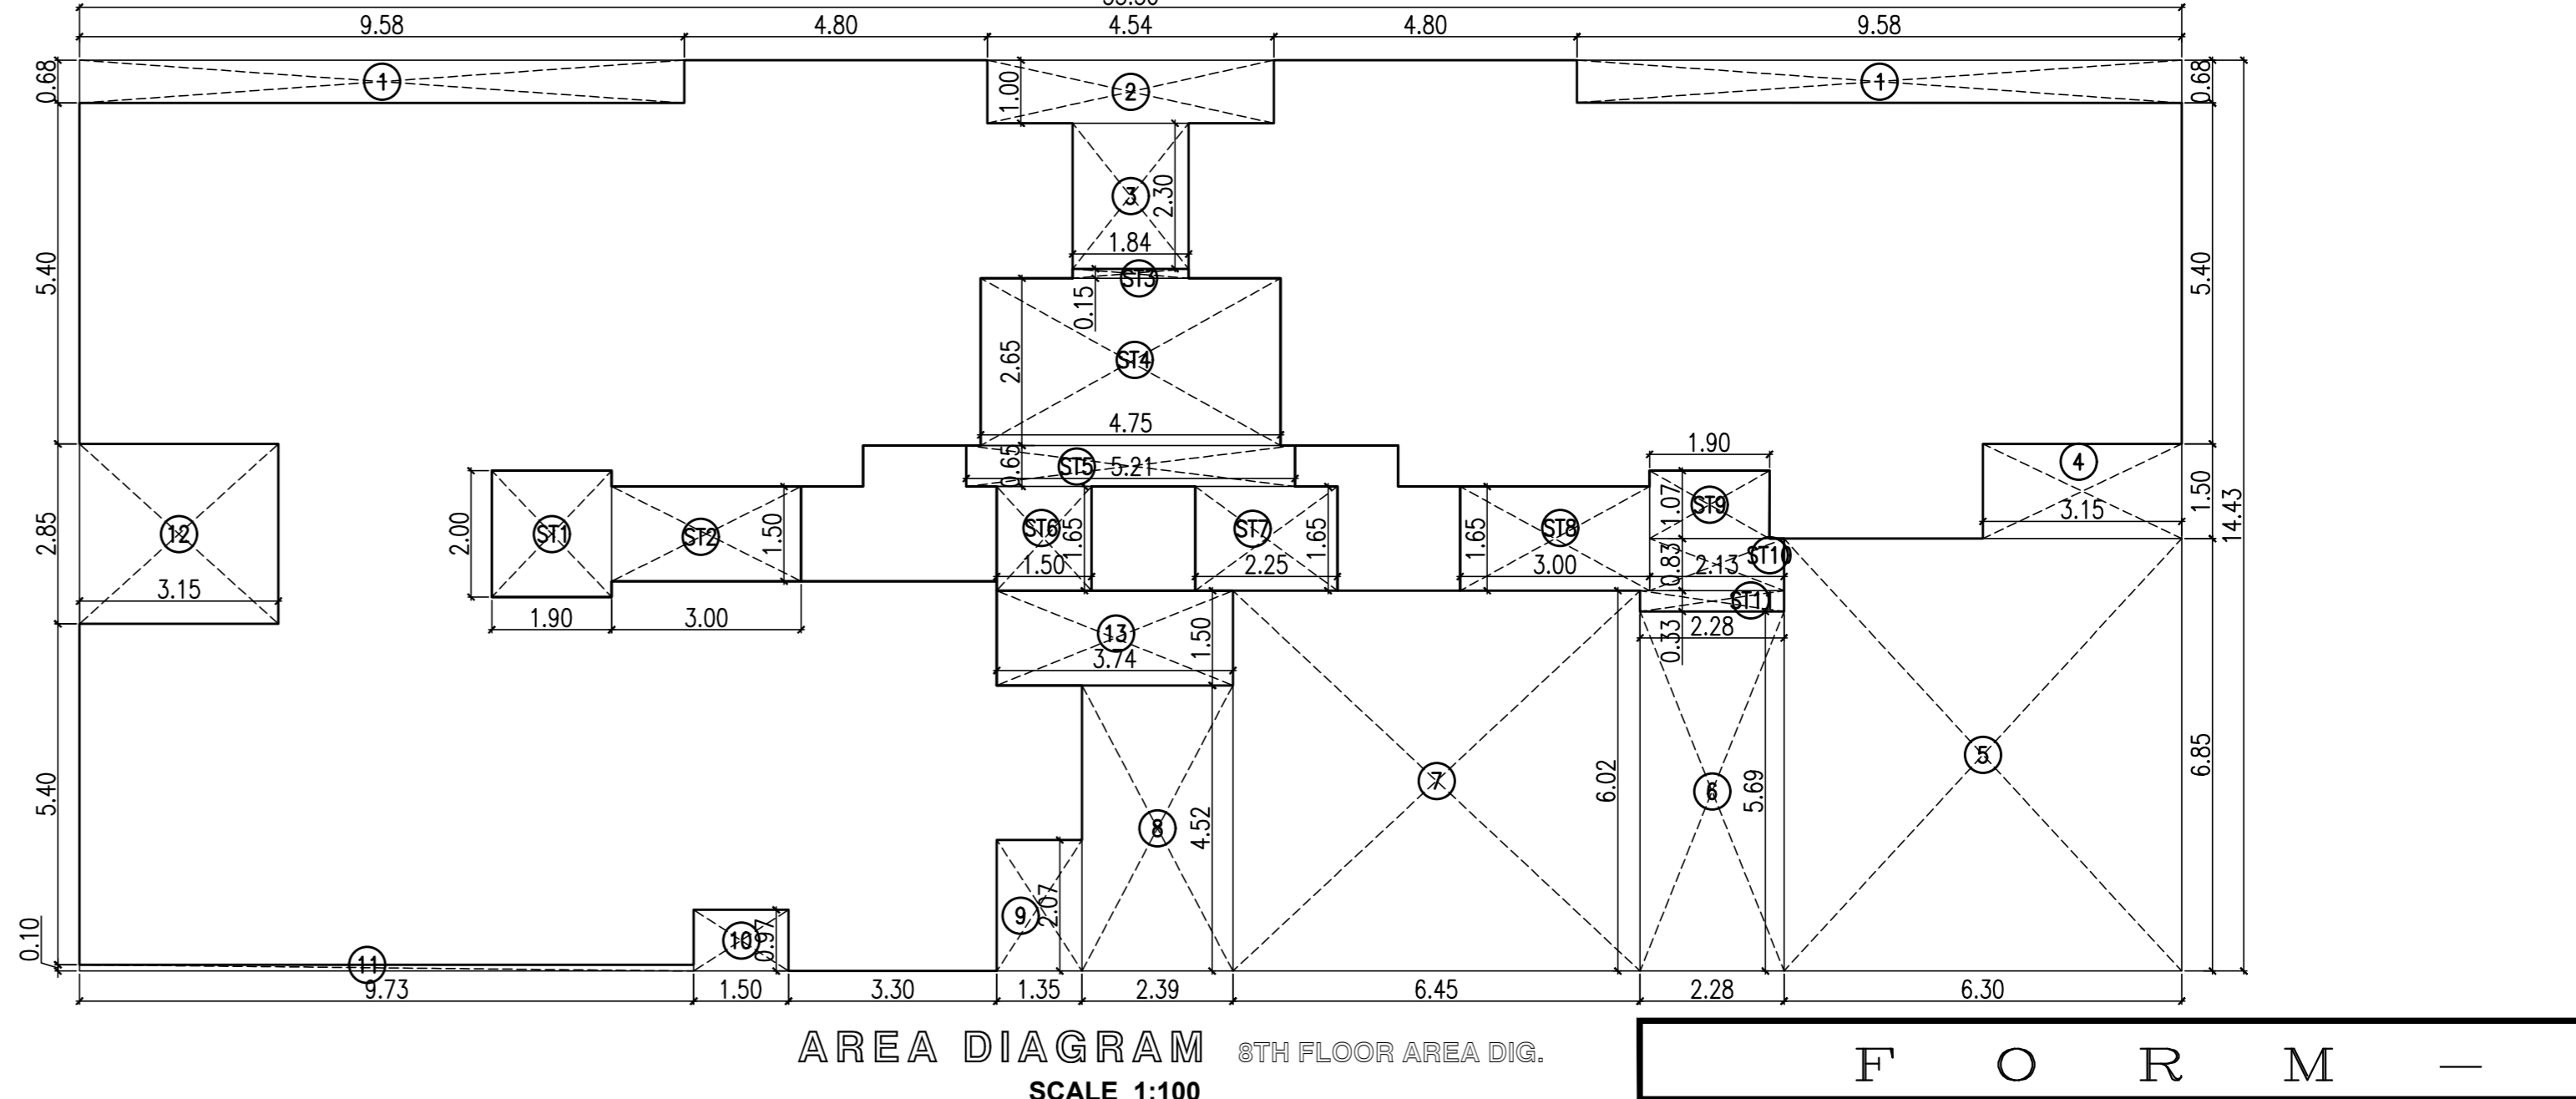 9.58 4.80 4.54 4.80 9.58
0.68 1 1.00 2 1 0.68
3 2.30
1.84
ST3
5.40 0.15 5.40
2.65 ST4
4.75
0.65 ST5 5.21 1.90 4
2.85 12 2.00 ST1 ST2 1.50 ST6 1.65 ST7 1.65 1.65 ST8 ST9 1.07 3.15 1.50 14.43
3.15 1.50 2.25 3.00 0.83 2.13 ST10
ST11
1.90 3.00 13 1.50 0.33 2.28
3.74
5.40 8 4.52 7 6.02 6 5.69 5 6.85
0.10 11 10 0.97 9 2.07
9.73 1.50 3.30 1.35 2.39 6.45 2.28 6.30
AREA DIAGRAM 8TH FLOOR AREA DIG.
SCALE 1:100
F O R M —